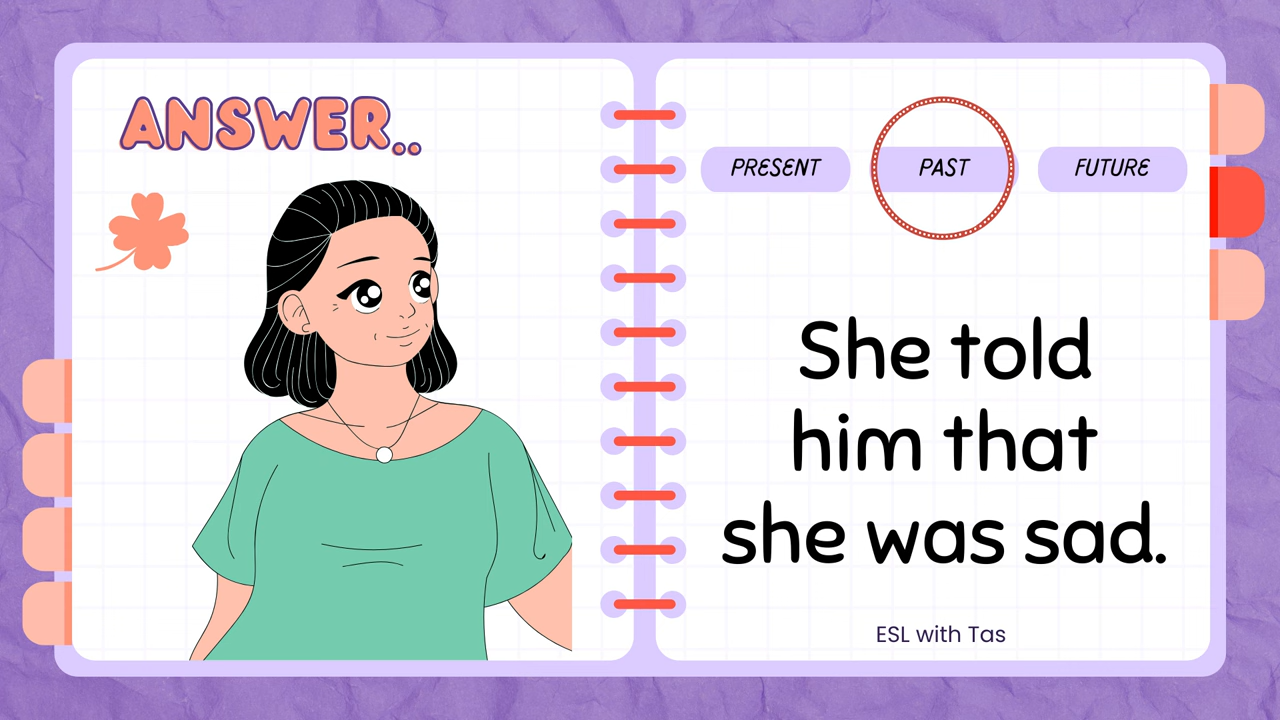 ANSWER..
PRESENT PAST FUTURE
She told
him that
she was sad.
ESL with Tas